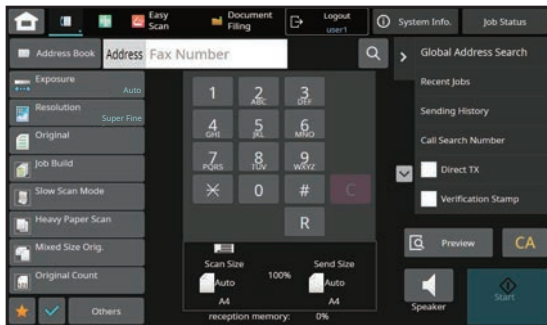 Easy
Scan
Document
Filing
Logout
user1
System Info.
Job Status
Address Book
Address
Fax Number
Global Address Search
Exposure
Auto
Resolution
Super Fine
Original
Job Build
Slow Scan Mode
Heavy Paper Scan
Mixed Size Orig.
Original Count
Others
1
2 ABC
3 DEF
4 GHI
5 JKL
6 MNO
7 PQRS
8 TUV
9 WXYZ
0
#
C
R
Scan Size
Auto
A4
100%
Send Size
Auto
A4
reception memory: 0%
Recent Jobs
Sending History
Call Search Number
Direct TX
Verification Stamp
Preview
CA
Speaker
Start